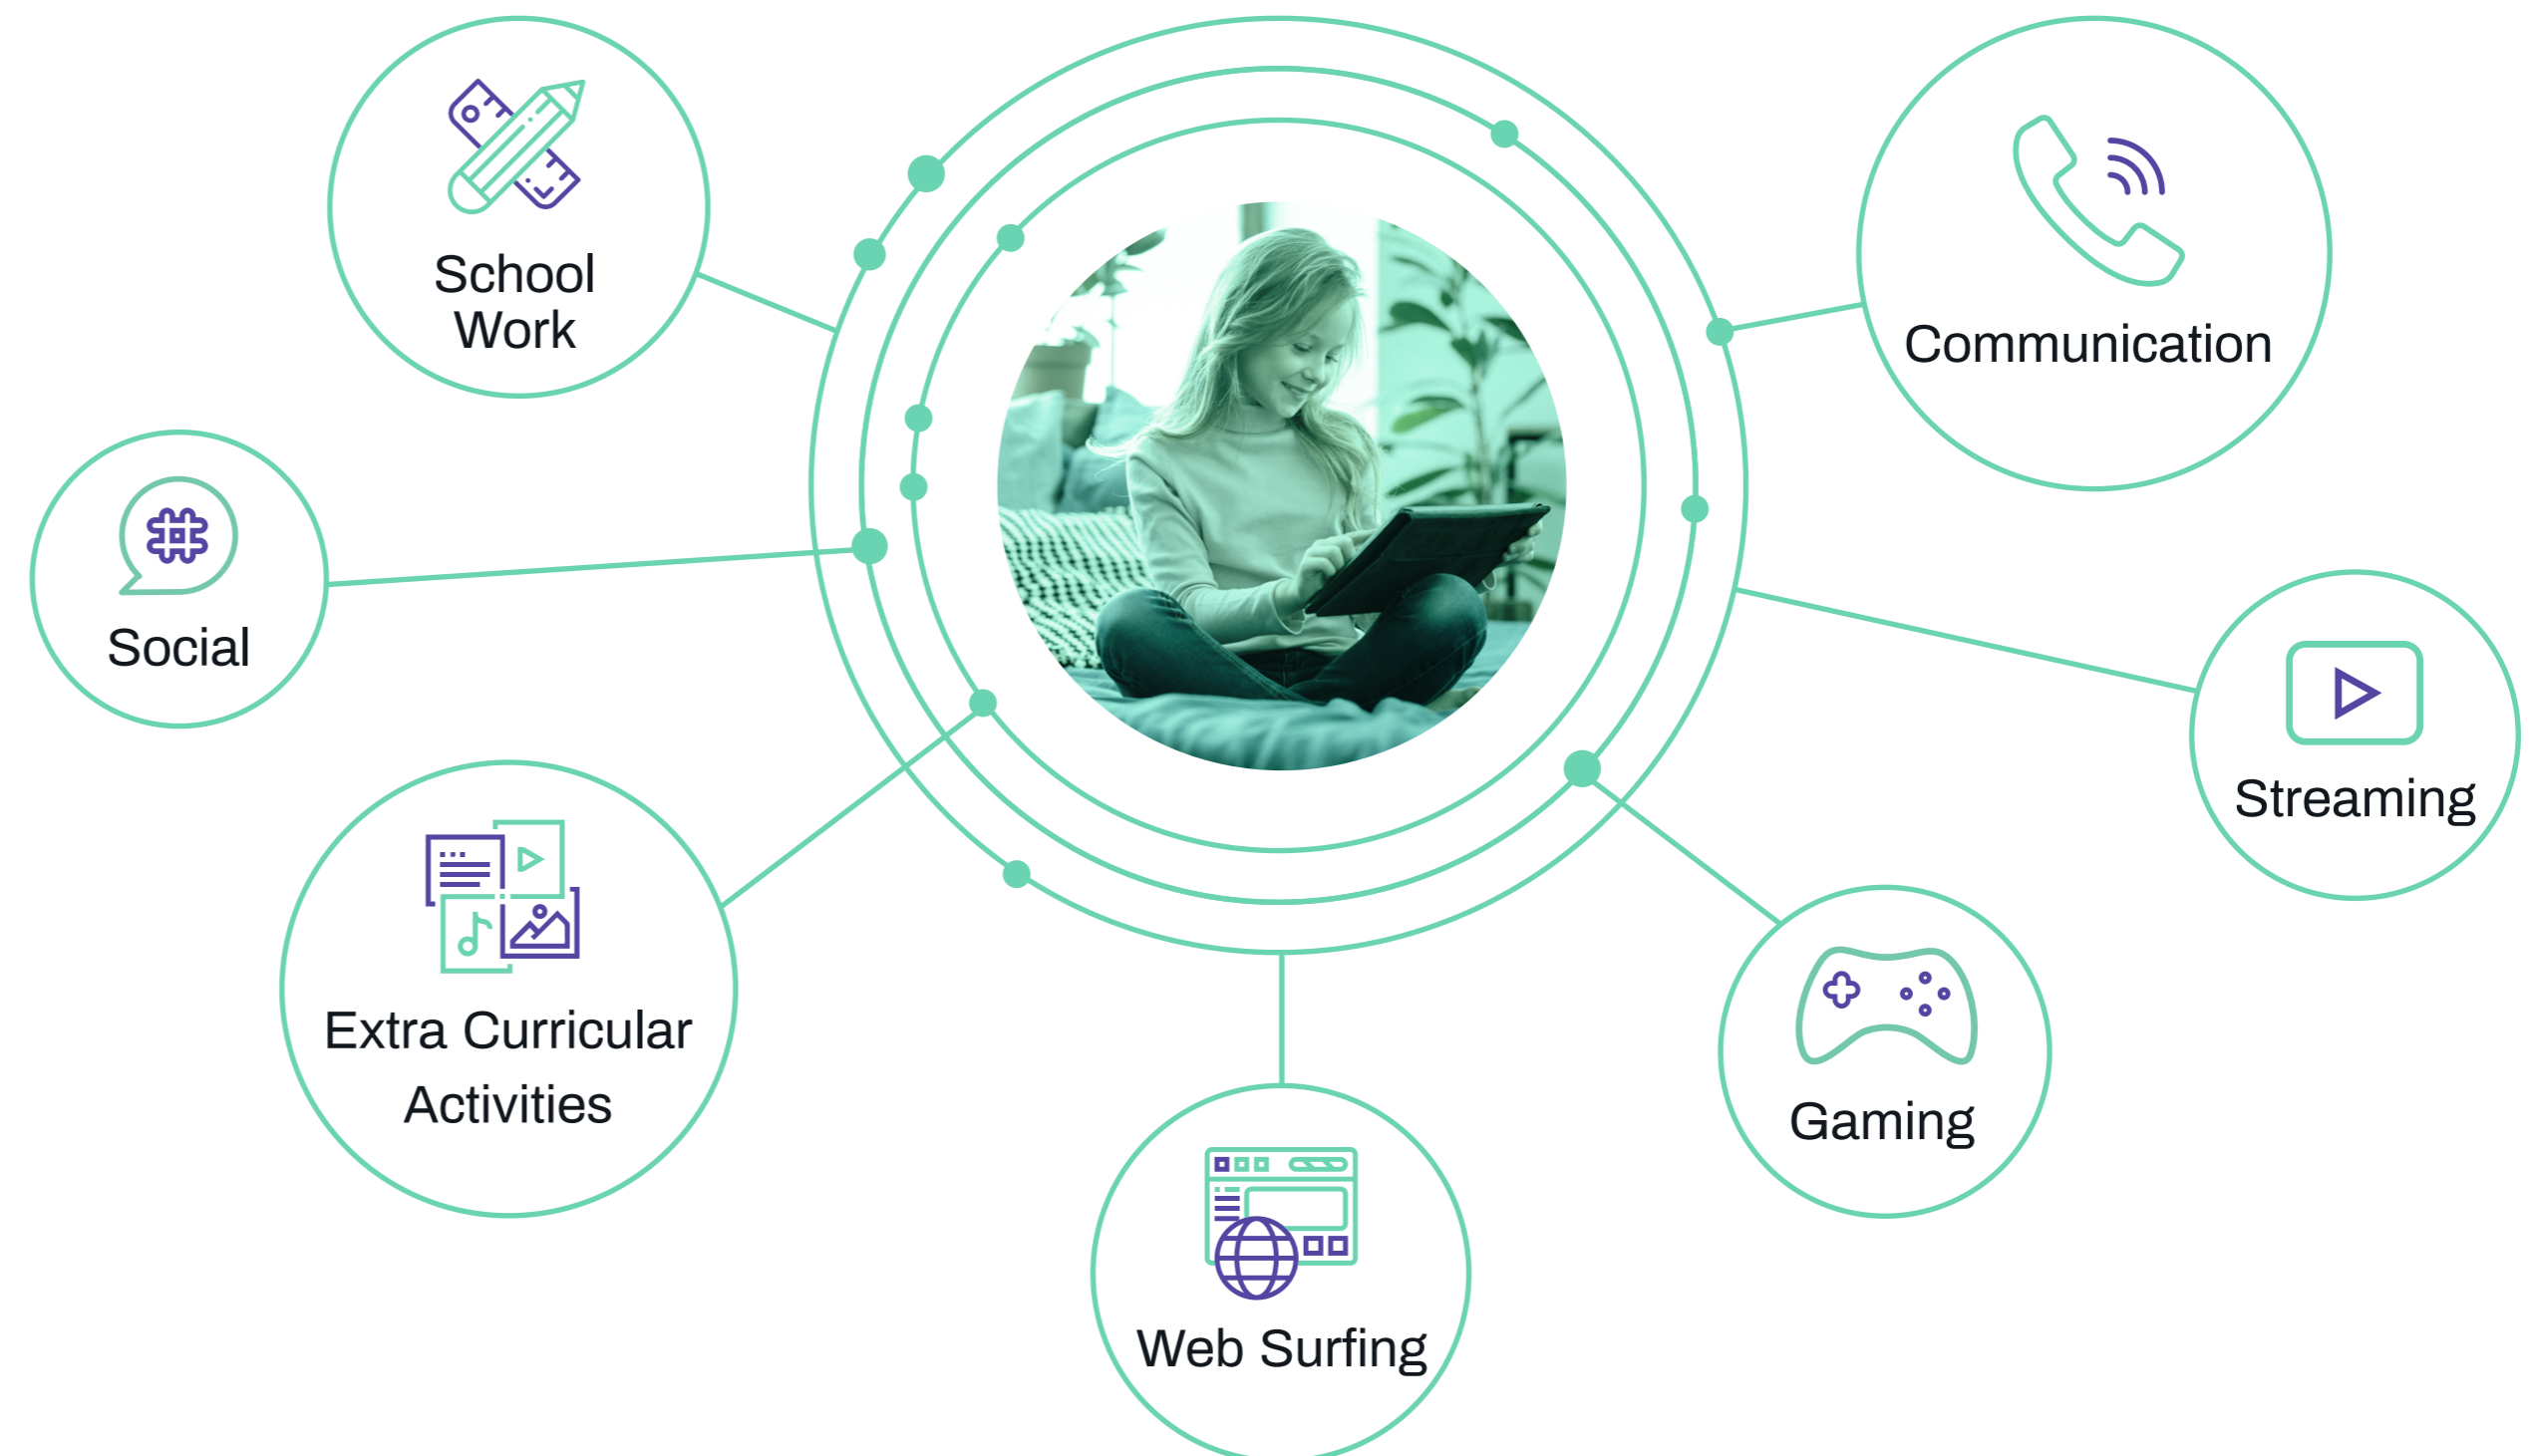 School
Work
Communication
Social
Streaming
Extra Curricular
Activities
Gaming
Web Surfing